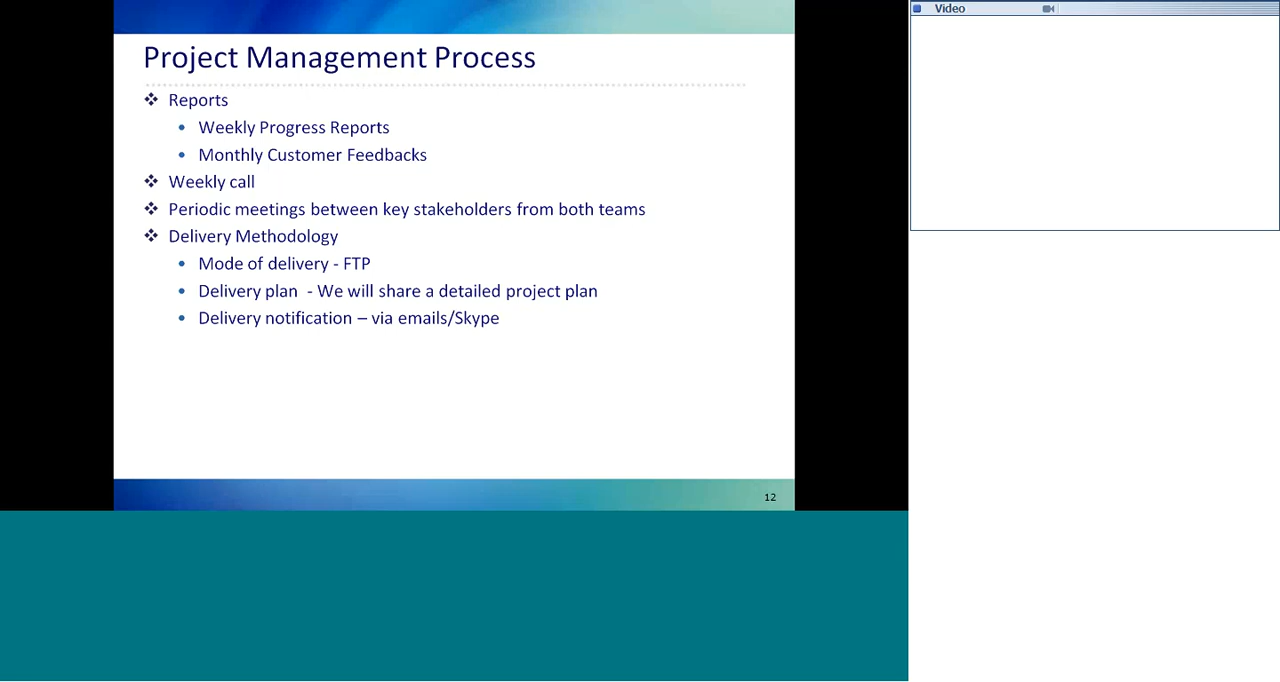 Video
Project Management Process
Reports
Weekly Progress Reports
Monthly Customer Feedbacks
Weekly call
Periodic meetings between key stakeholders from both teams
Delivery Methodology
Mode of delivery - FTP
Delivery plan  - We will share a detailed project plan
Delivery notification – via emails/Skype
12